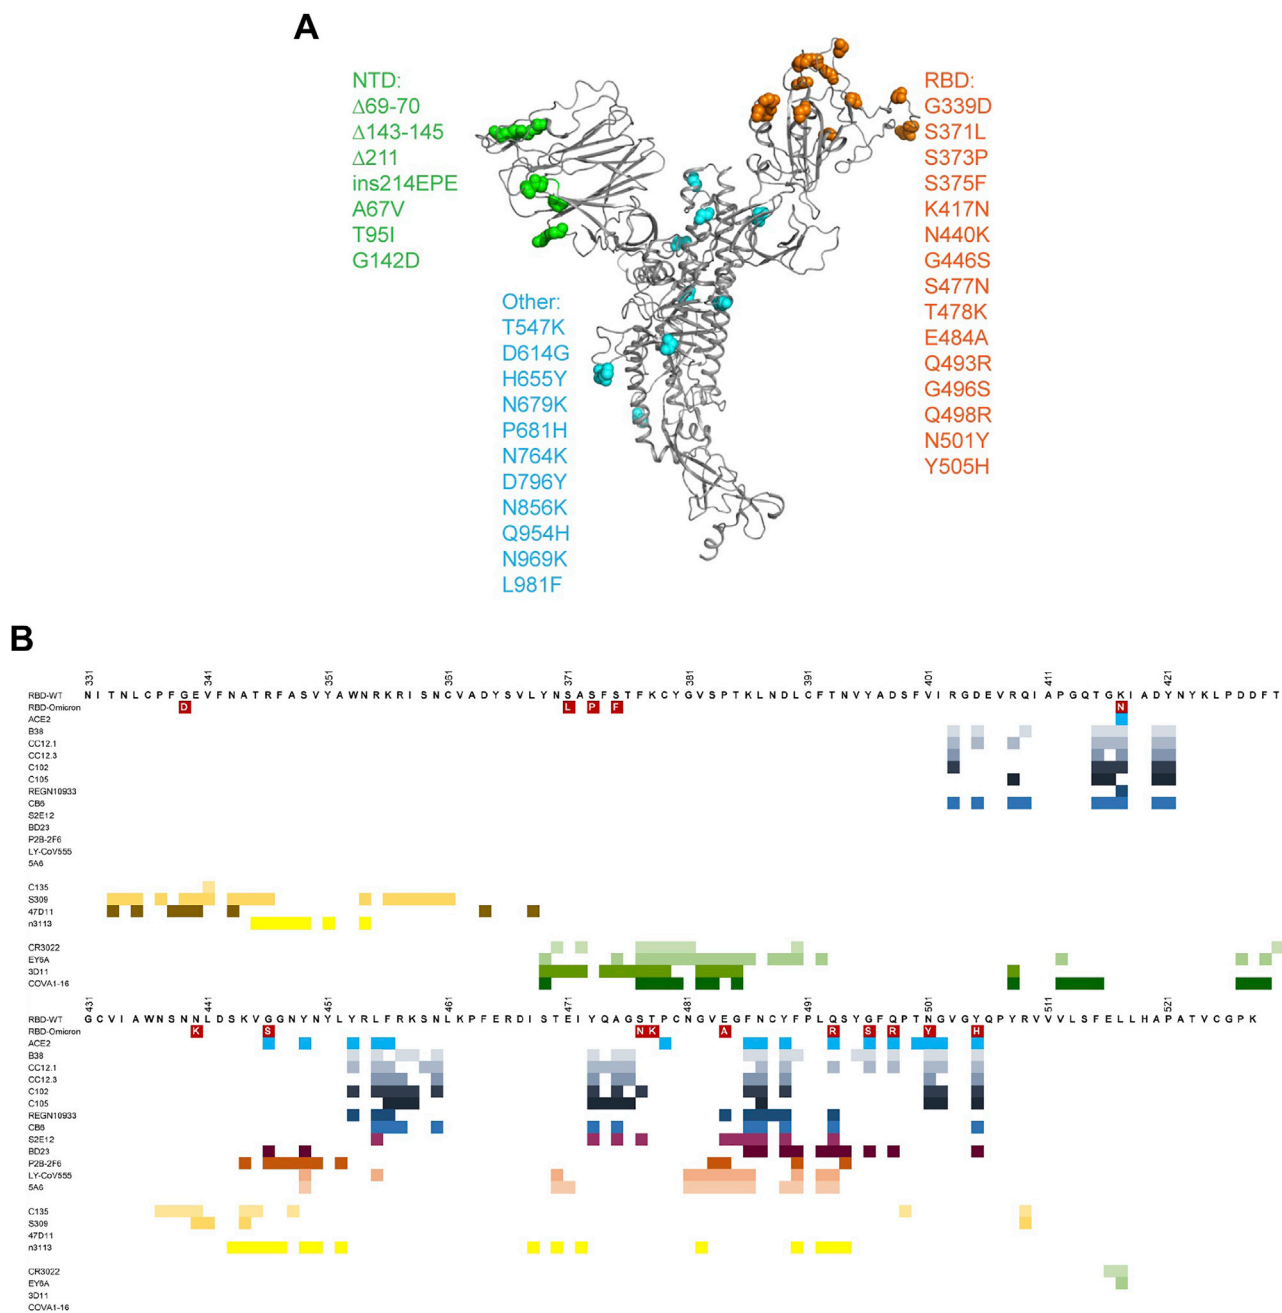 A
NTD:
Δ69-70
Δ143-145
Δ211
ins214EPE
A67V
T95I
G142D
Other:
T547K
D614G
H655Y
N679K
P681H
N764K
D796Y
N856K
Q954H
N969K
L981F
RBD:
G339D
S371L
S373P
S375F
K417N
N440K
G446S
S477N
T478K
E484A
Q493R
G496S
Q498R
N501Y
Y505H
B
331 341 351 361 371 381 391 401 411 421
RBD-WT N I T N L C P F G E V F N A T R F A S V Y A W N R K R I S N C V A D Y S V L Y N S A S F S T F K C Y G V S P T K L N D L C F T N V Y A D S F V I R G D E V R Q I A P G Q T G K I A D Y N Y K L P D D F T
RBD-Omicron D L P F N
ACE2
B38
CC12.1
CC12.3
C102
C105
REGN10933
CB6
S2E12
BD23
P2B-2F6
LY-CoV555
5A6
C135
S309
47D11
n3113
CR3022
EY6A
3D11
COVA1-16
431 441 451 461 471 481 491 501 511 521
RBD-WT G C V I A W N S N N L D S K V G G N Y N Y L Y R L F R K S N L K P F E R D I S T E I Y Q A G S T P C N G V E G F N C Y F P L Q S Y G F Q P T N G V G Y Q P Y R V V V L S F E L L H A P A T V C G P K
RBD-Omicron K S N K A R S R Y H
ACE2
B38
CC12.1
CC12.3
C102
C105
REGN10933
CB6
S2E12
BD23
P2B-2F6
LY-CoV555
5A6
C135
S309
47D11
n3113
CR3022
EY6A
3D11
COVA1-16